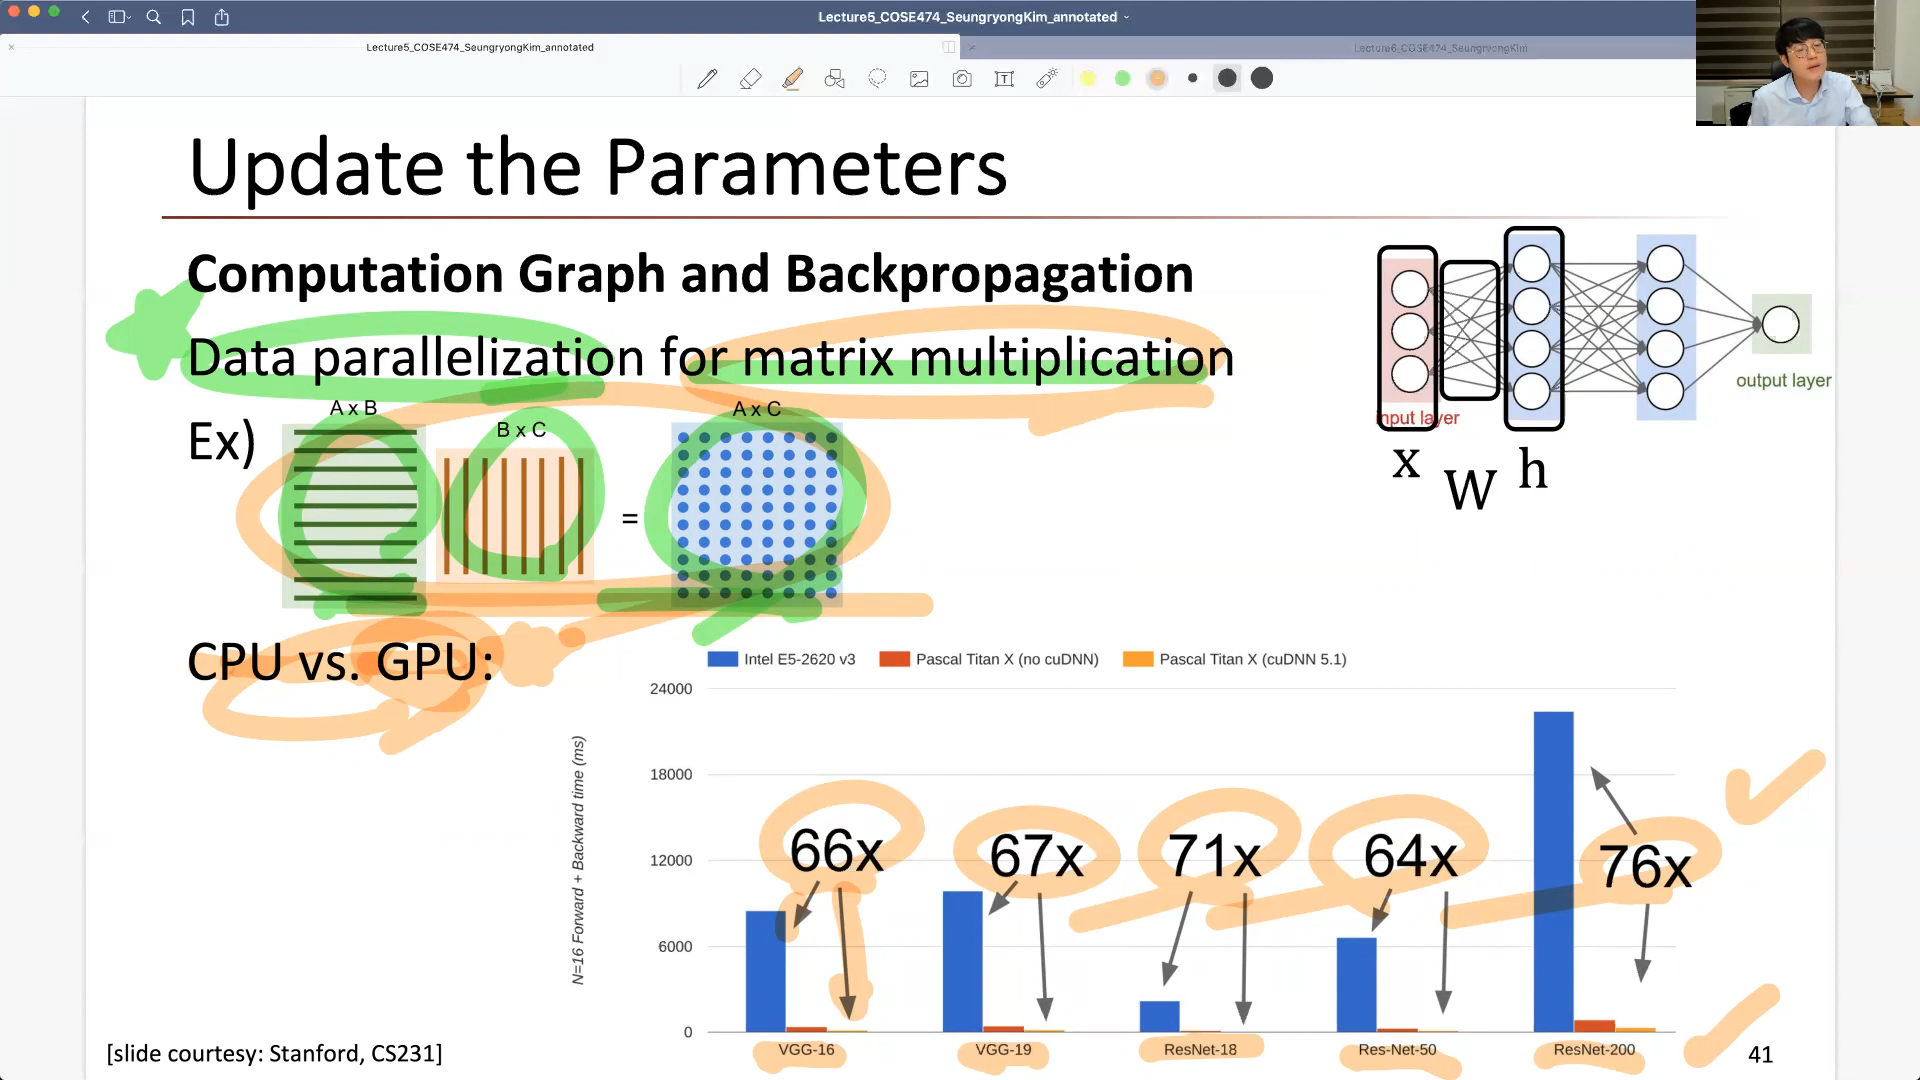 Lecture5_COSE474_SeungryongKim_annotated
Lecture5_COSE474_SeungryongKim_annotated
Lecture6_COSE474_SeungryongKim
Update the Parameters
Computation Graph and Backpropagation
Data parallelization for matrix multiplication
Ex)
A x B
B x C
=
A x C
input layer
output layer
x
W
h
CPU vs. GPU:
Intel E5-2620 v3
Pascal Titan X (no cuDNN)
Pascal Titan X (cuDNN 5.1)
N=16 Forward + Backward time (ms)
24000
18000
12000
6000
0
66x
67x
71x
64x
76x
VGG-16
VGG-19
ResNet-18
Res-Net-50
ResNet-200
[slide courtesy: Stanford, CS231]
41